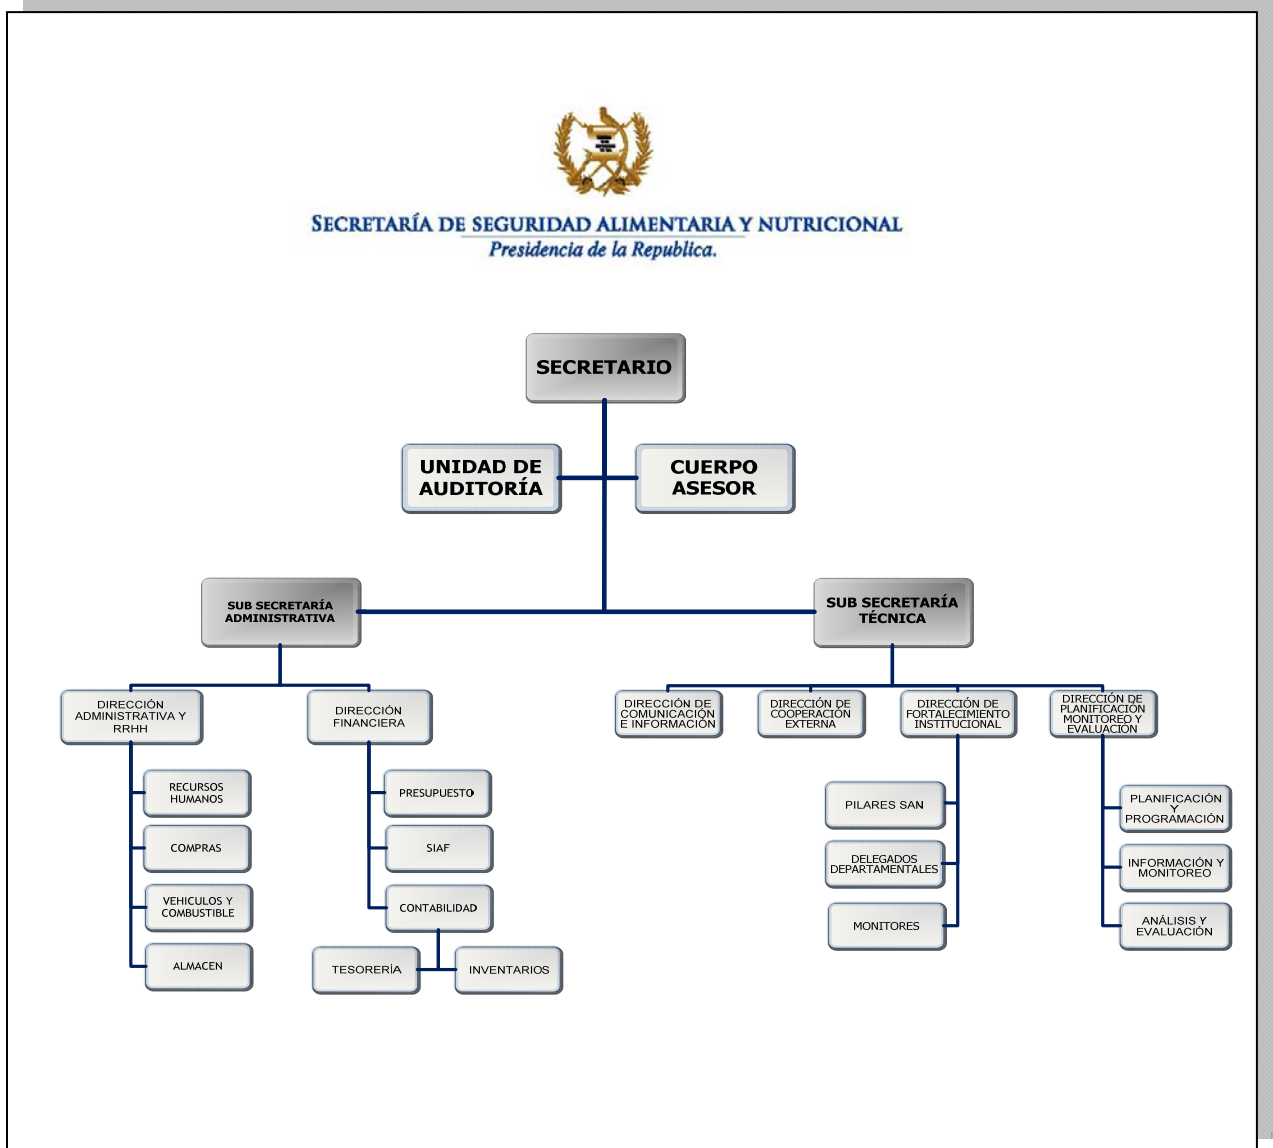 SECRETARÍA DE SEGURIDAD ALIMENTARIA Y NUTRICIONAL
Presidencia de la Republica.
SECRETARIO
UNIDAD DE
AUDITORÍA
CUERPO
ASESOR
SUB SECRETARÍA
ADMINISTRATIVA
SUB SECRETARÍA
TÉCNICA
DIRECCIÓN
ADMINISTRATIVA Y
RRHH
DIRECCIÓN
FINANCIERA
DIRECCIÓN DE
COMUNICACIÓN
E INFORMACIÓN
DIRECCIÓN DE
COOPERACIÓN
EXTERNA
DIRECCIÓN DE
FORTALECIMIENTO
INSTITUCIONAL
DIRECCIÓN DE
PLANIFICACIÓN
MONITOREO Y
EVALUACIÓN
RECURSOS
HUMANOS
COMPRAS
VEHICULOS Y
COMBUSTIBLE
ALMACEN
PRESUPUESTO
SIAF
CONTABILIDAD
TESORERÍA
INVENTARIOS
PILARES SAN
DELEGADOS
DEPARTAMENTALES
MONITORES
PLANIFICACIÓN
Y
PROGRAMACIÓN
INFORMACIÓN Y
MONITOREO
ANÁLISIS Y
EVALUACIÓN